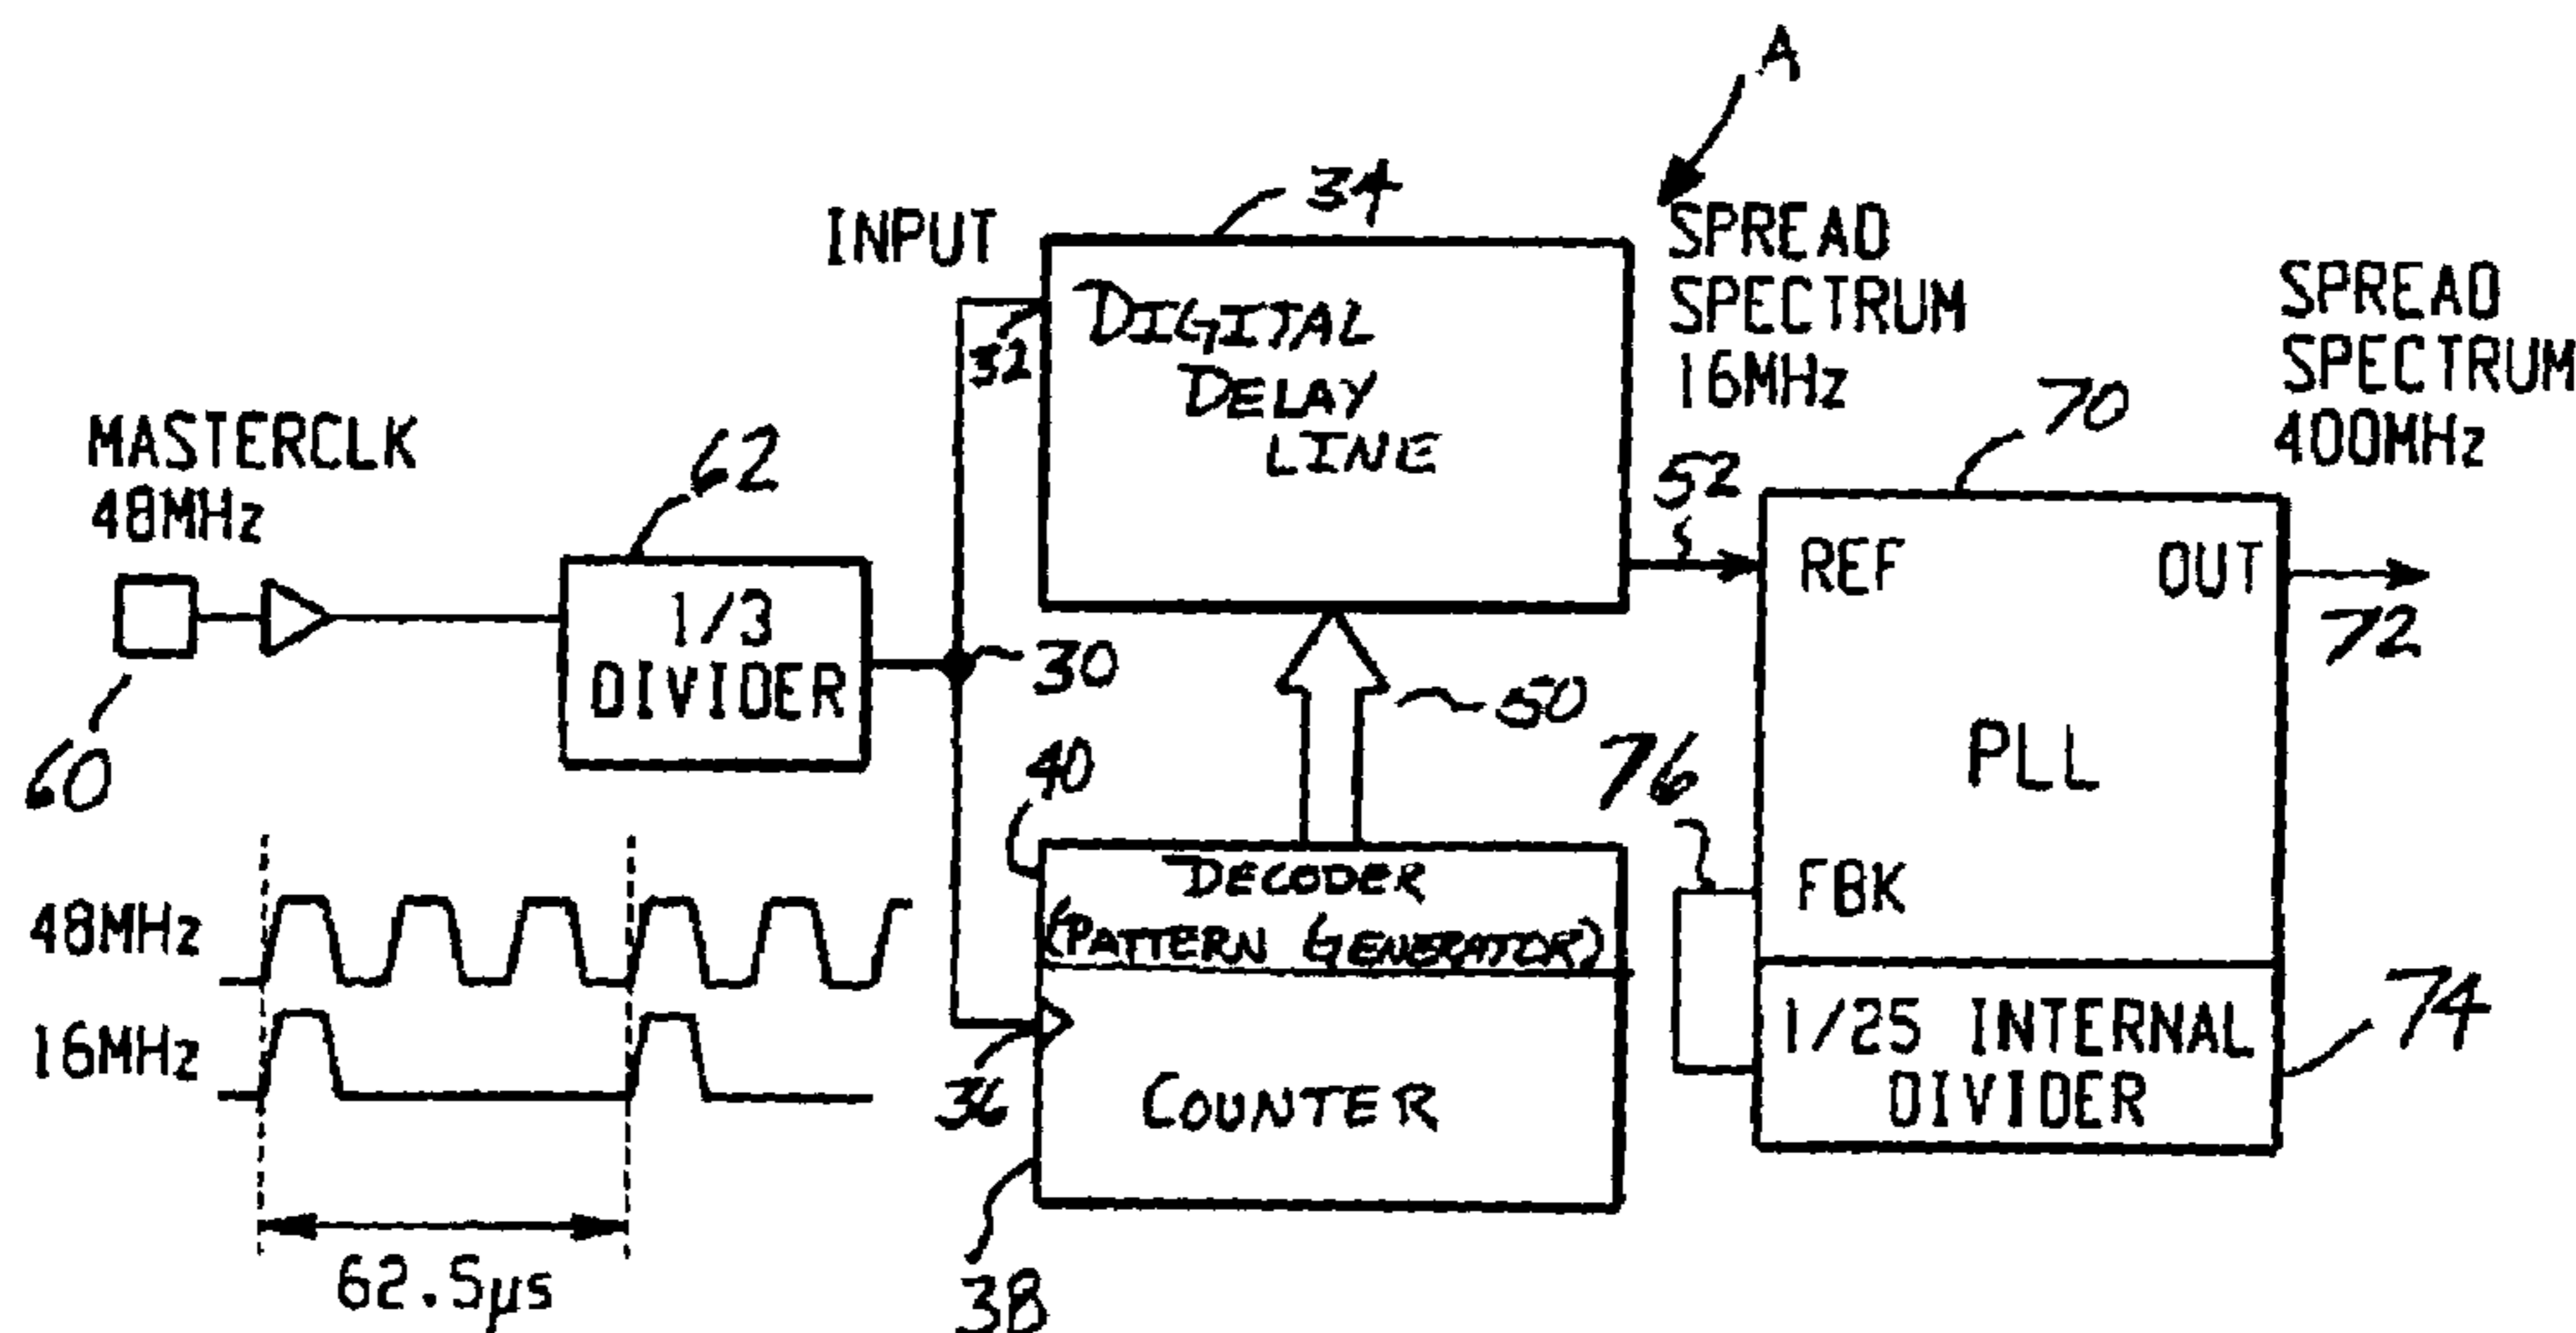 A
34
INPUT
SPREAD
SPECTRUM
16MHz
SPREAD
SPECTRUM
400MHz
32
DIGITAL
DELAY
LINE
MASTERCLK
48MHz
62
52
70
1/3
DIVIDER
REF
OUT
72
30
50
60
40
76
PLL
DECODER
(PATTERN GENERATOR)
FBK
48MHz
16MHz
36
COUNTER
1/25 INTERNAL
DIVIDER
74
62.5µs
38